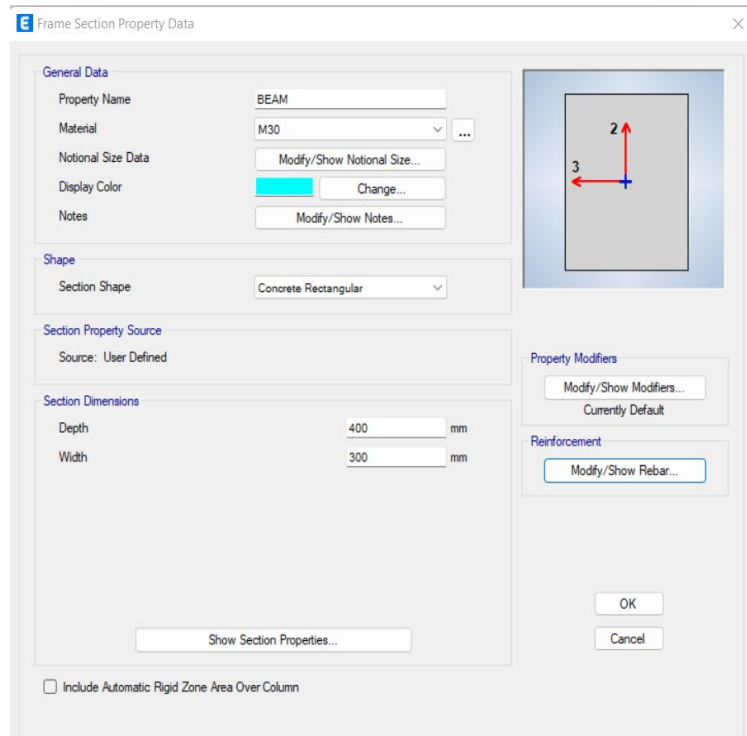 E Frame Section Property Data
General Data
Property Name BEAM
Material M30 ...
Notional Size Data Modify/Show Notional Size...
Display Color Change...
Notes Modify/Show Notes...
2
3
Shape
Section Shape Concrete Rectangular
Section Property Source
Source: User Defined
Property Modifiers
Modify/Show Modifiers...
Currently Default
Section Dimensions
Depth 400 mm
Width 300 mm
Reinforcement
Modify/Show Rebar...
OK
Show Section Properties...
Cancel
Include Automatic Rigid Zone Area Over Column